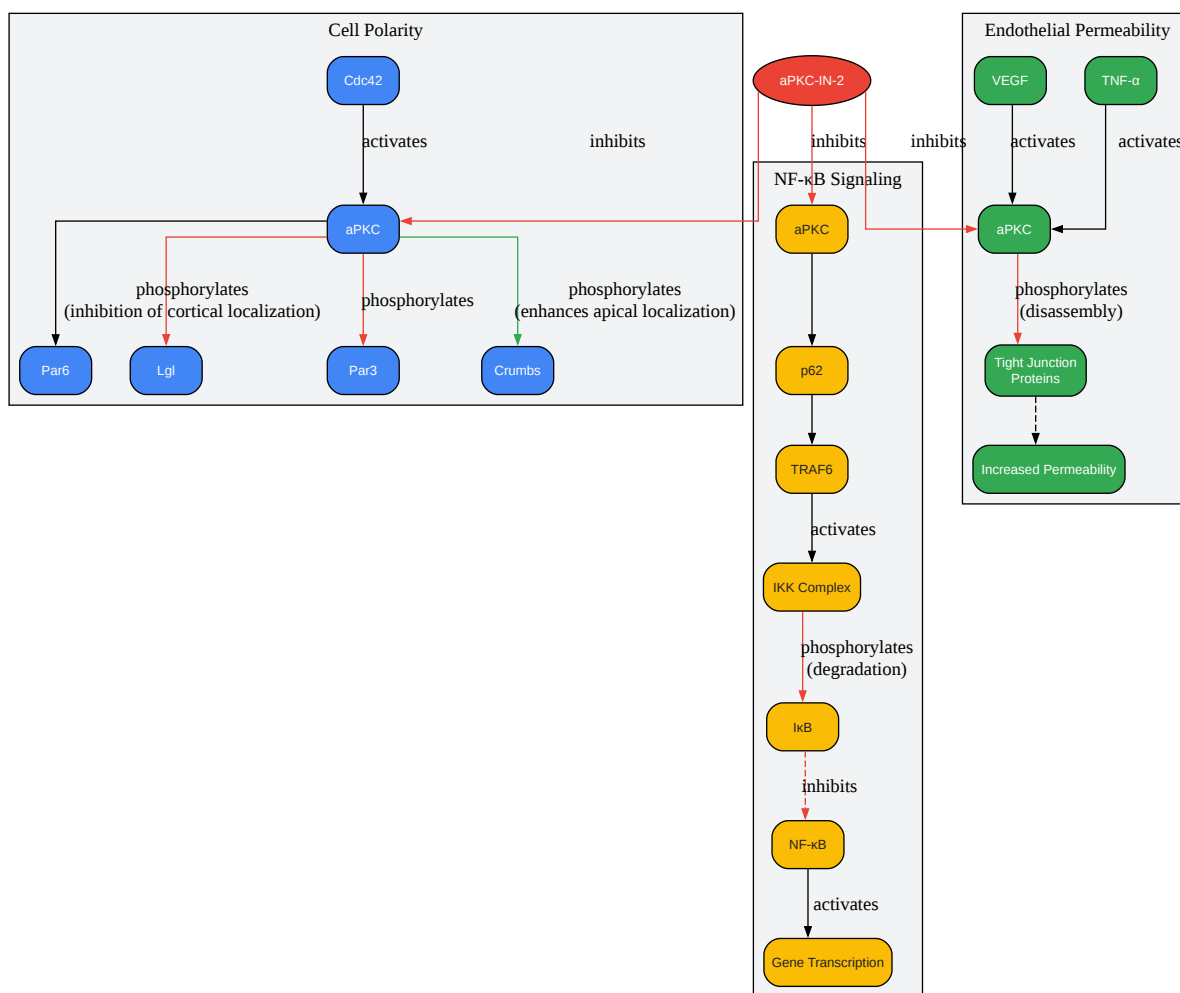 Cell Polarity
Endothelial Permeability
Cdc42
aPKC-IN-2
VEGF
TNF-α
activates
inhibits
inhibits
inhibits
activates
activates
NF-κB Signaling
aPKC
aPKC
aPKC
phosphorylates
(inhibition of cortical localization)
phosphorylates
phosphorylates
(enhances apical localization)
phosphorylates
(disassembly)
Par6
Lgl
Par3
Crumbs
p62
Tight Junction
Proteins
TRAF6
Increased Permeability
activates
IKK Complex
phosphorylates
(degradation)
IκB
inhibits
NF-κB
activates
Gene Transcription